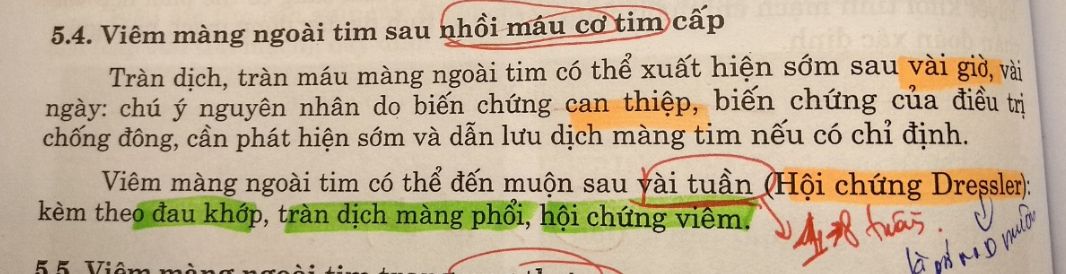 5.4. Viêm màng ngoài tim sau nhồi máu cơ tim cấp
Tràn dịch, tràn máu màng ngoài tim có thể xuất hiện sớm sau vài giờ, vài
ngày: chú ý nguyên nhân do biến chứng can thiệp, biến chứng của điều trị
chống đông, cần phát hiện sớm và dẫn lưu dịch màng tim nếu có chỉ định.
Viêm màng ngoài tim có thể đến muộn sau vài tuần (Hội chứng Dressler):
kèm theo đau khớp, tràn dịch màng phổi, hội chứng viêm.
8 tuần.
là
5.5. Viêm màng ngoài tim